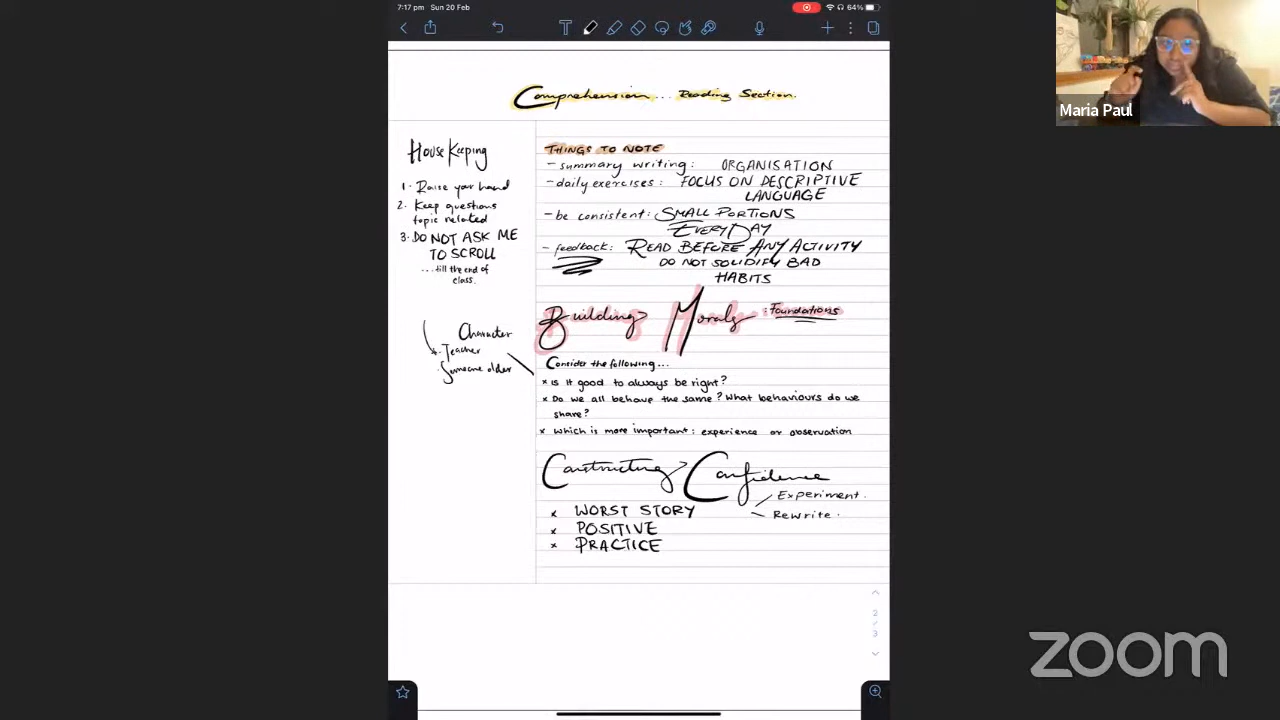 7:17 pm Sun 20 Feb
64%
Comprehension... Reading Section.
House Keeping
1. Raise your hand
2. Keep questions
topic related
3. DO NOT ASK ME
TO SCROLL
...till the end of
class.
Character
Teacher
Someone older
THINGS TO NOTE
- summary writing: ORGANISATION
- daily exercises: FOCUS ON DESCRIPTIVE
LANGUAGE
- be consistent: SMALL PORTIONS
EVERY DAY
- feedback: READ BEFORE ANY ACTIVITY
DO NOT SOLIDIFY BAD
HABITS
Building Morals : Foundations
Consider the following...
x Is it good to always be right?
x Do we all behave the same? What behaviours do we
share?
x Which is more important: experience or observation
Constructing Confidence
Experiment.
Rewrite.
x WORST STORY
x POSITIVE
x PRACTICE
2
/
3
Maria Paul
zoom